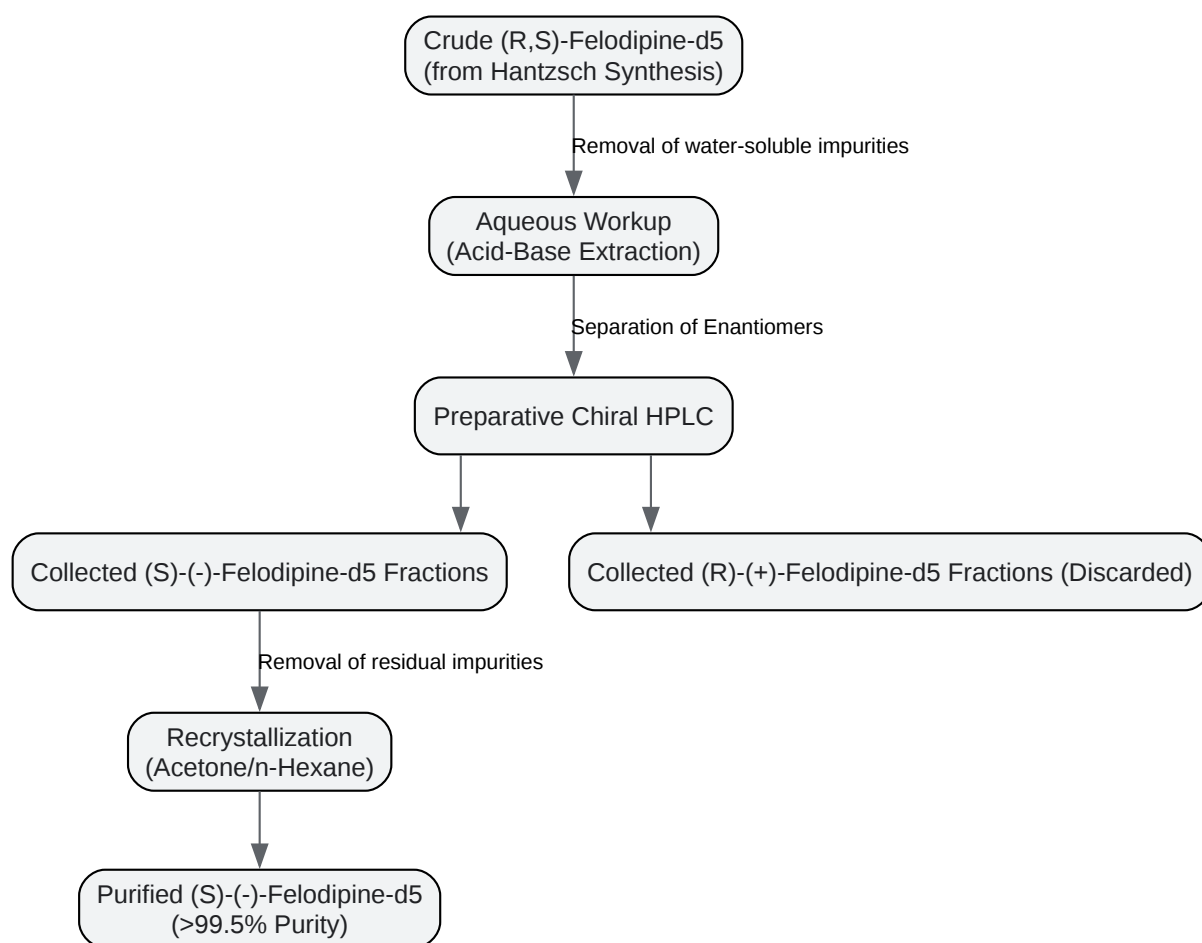 Crude (R,S)-Felodipine-d5
(from Hantzsch Synthesis)
Removal of water-soluble impurities
Aqueous Workup
(Acid-Base Extraction)
Separation of Enantiomers
Preparative Chiral HPLC
Collected (S)-(-)-Felodipine-d5 Fractions
Collected (R)-(+)-Felodipine-d5 Fractions (Discarded)
Removal of residual impurities
Recrystallization
(Acetone/n-Hexane)
Purified (S)-(-)-Felodipine-d5
(>99.5% Purity)